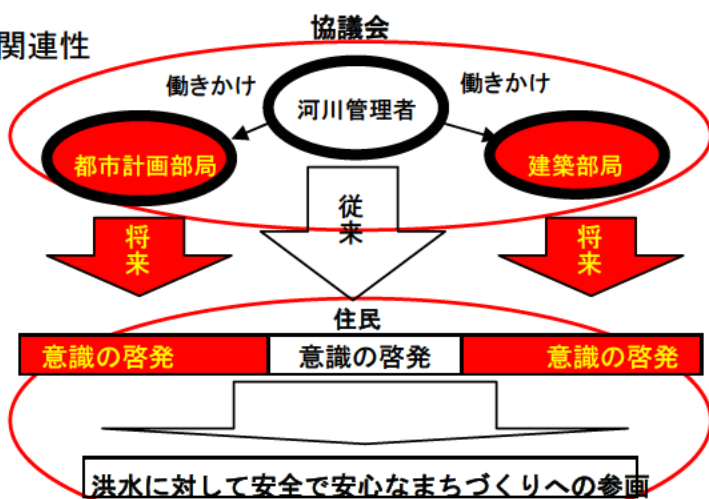 関連性
協議会
働きかけ
働きかけ
河川管理者
都市計画部局
建築部局
将来
従来
将来
住民
意識の啓発
意識の啓発
意識の啓発
洪水に対して安全で安心なまちづくりへの参画